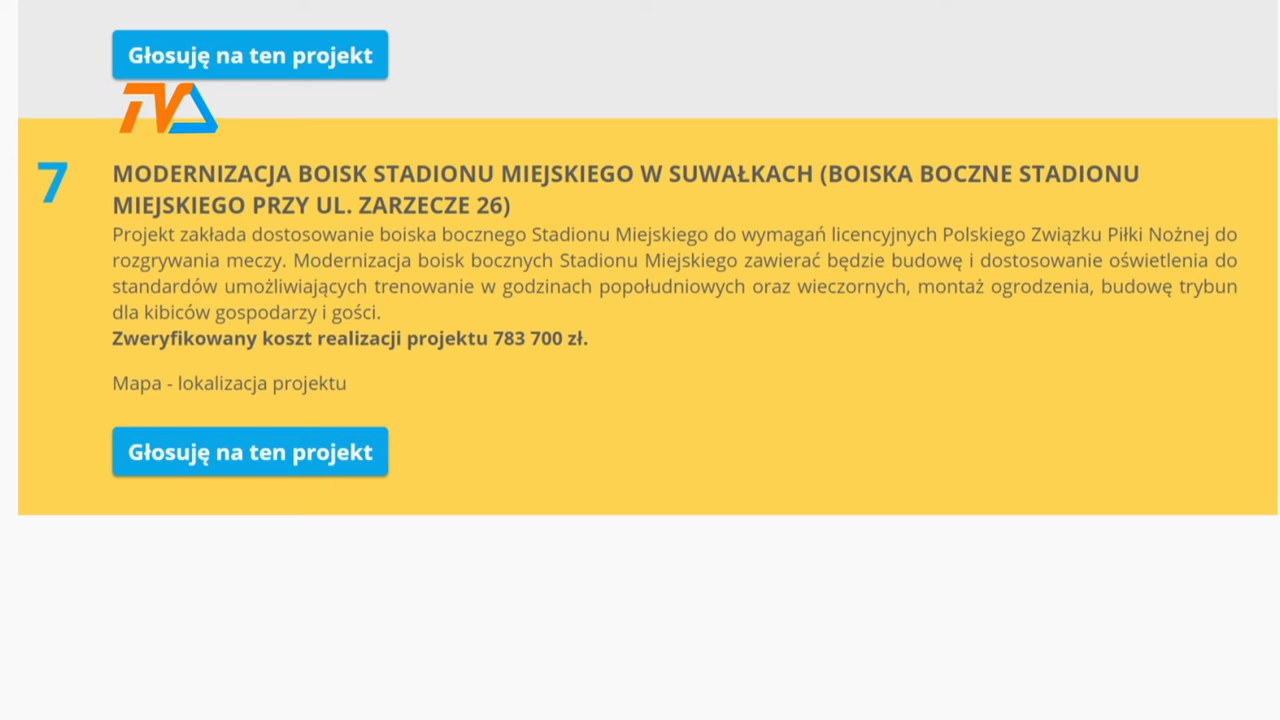 Głosuję na ten projekt
TVA
7
MODERNIZACJA BOISK STADIONU MIEJSKIEGO W SUWAŁKACH (BOISKA BOCZNE STADIONU
MIEJSKIEGO PRZY UL. ZARZECZE 26)
Projekt zakłada dostosowanie boiska bocznego Stadionu Miejskiego do wymagań licencyjnych Polskiego Związku Piłki Nożnej do
rozgrywania meczy. Modernizacja boisk bocznych Stadionu Miejskiego zawierać będzie budowę i dostosowanie oświetlenia do
standardów umożliwiających trenowanie w godzinach popołudniowych oraz wieczornych, montaż ogrodzenia, budowę trybun
dla kibiców gospodarzy i gości.
Zweryfikowany koszt realizacji projektu 783 700 zł.
Mapa - lokalizacja projektu
Głosuję na ten projekt